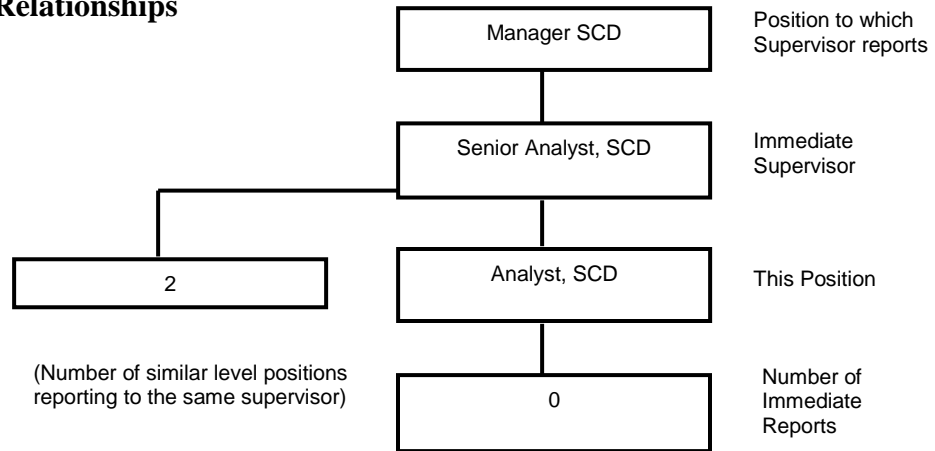 Relationships
Manager SCD
Position to which
Supervisor reports
Senior Analyst, SCD
Immediate
Supervisor
2
Analyst, SCD
This Position
(Number of similar level positions
reporting to the same supervisor)
0
Number of
Immediate
Reports